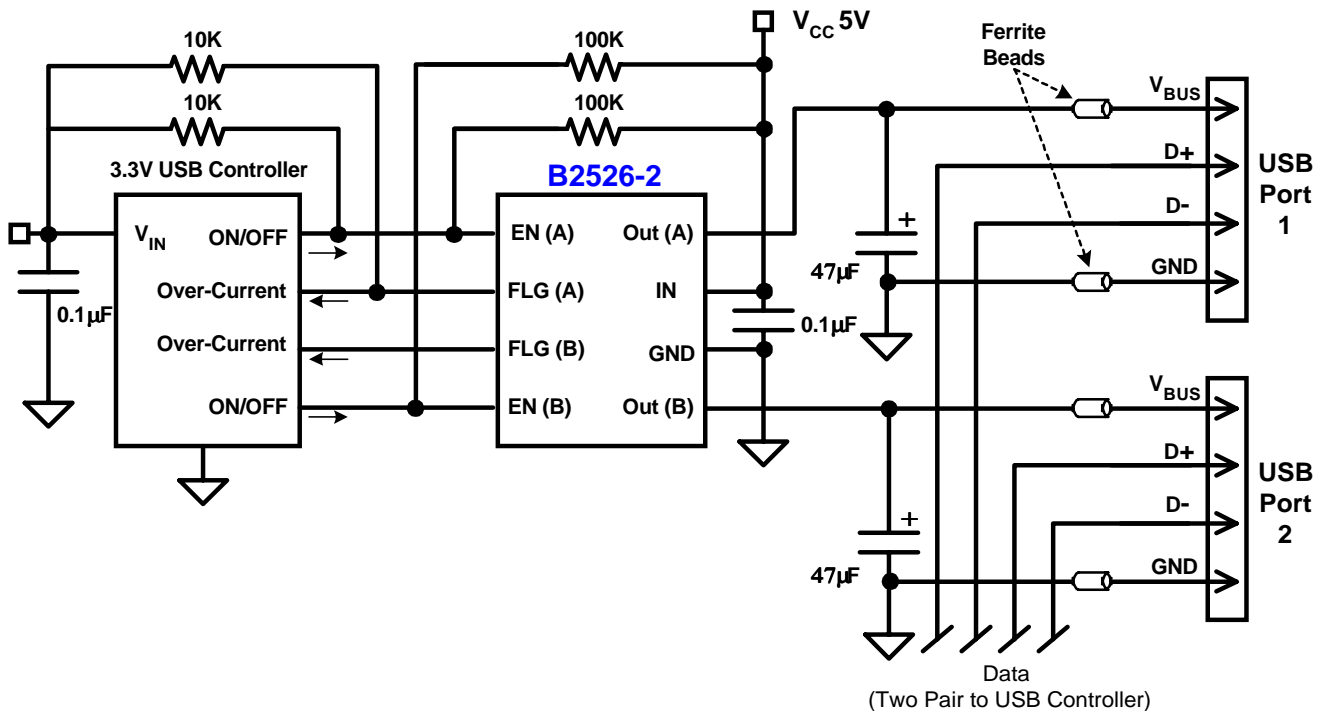 10K
10K
3.3V USB Controller
V_IN
ON/OFF
Over-Current
Over-Current
ON/OFF
0.1μF
100K
100K
B2526-2
EN (A)
FLG (A)
FLG (B)
EN (B)
Out (A)
IN
GND
Out (B)
V_CC 5V
0.1μF
Ferrite
Beads
+
47μF
V_BUS
D+
D-
GND
USB
Port
1
+
47μF
V_BUS
D+
D-
GND
USB
Port
2
Data
(Two Pair to USB Controller)